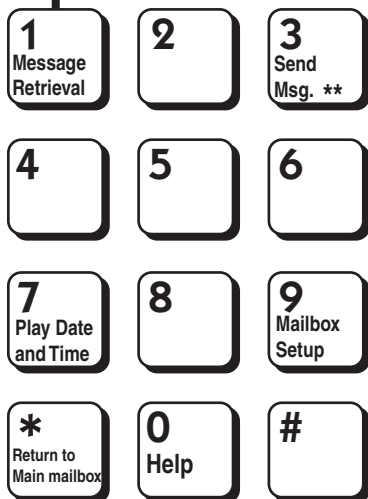 1
Message
Retrieval
2
3
Send
Msg. **
4
5
6
7
Play Date
and Time
8
9
Mailbox
Setup
*
Return to
Main mailbox
0
Help
#